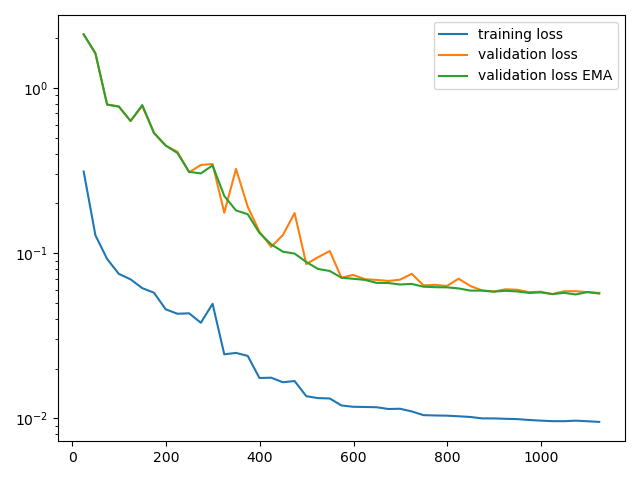 training loss
validation loss
validation loss EMA
10⁰
10⁻¹
10⁻²
0 200 400 600 800 1000